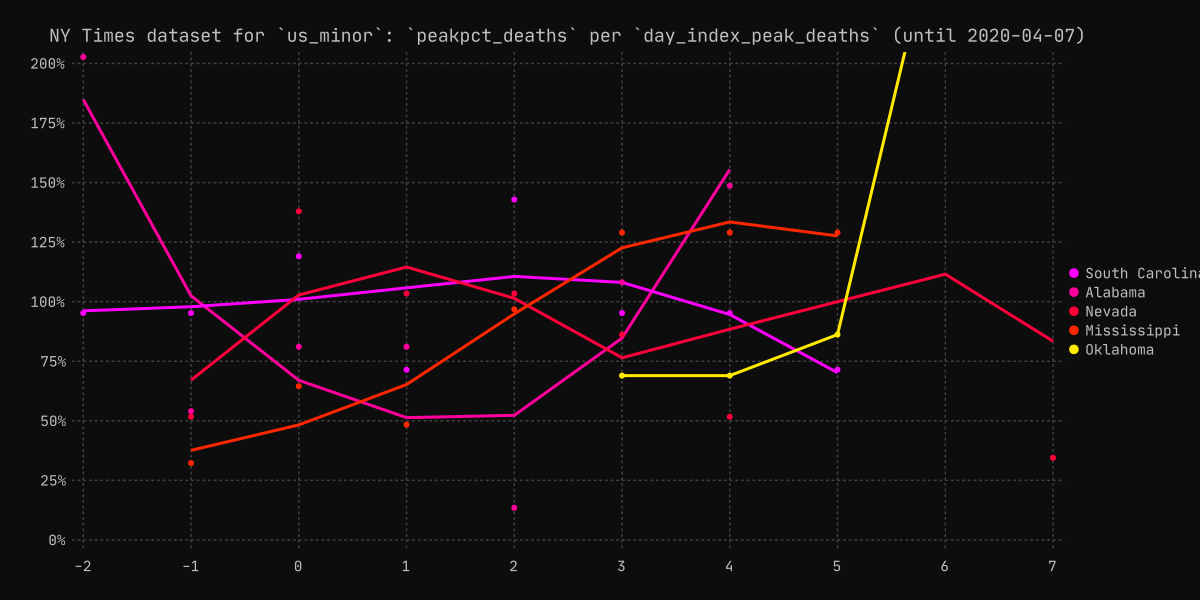 NY Times dataset for `us_minor`: `peakpct_deaths` per `day_index_peak_deaths` (until 2020-04-07)
200%
175%
150%
125%
100%
75%
50%
25%
0%
-2 -1 0 1 2 3 4 5 6 7
South Carolina
Alabama
Nevada
Mississippi
Oklahoma